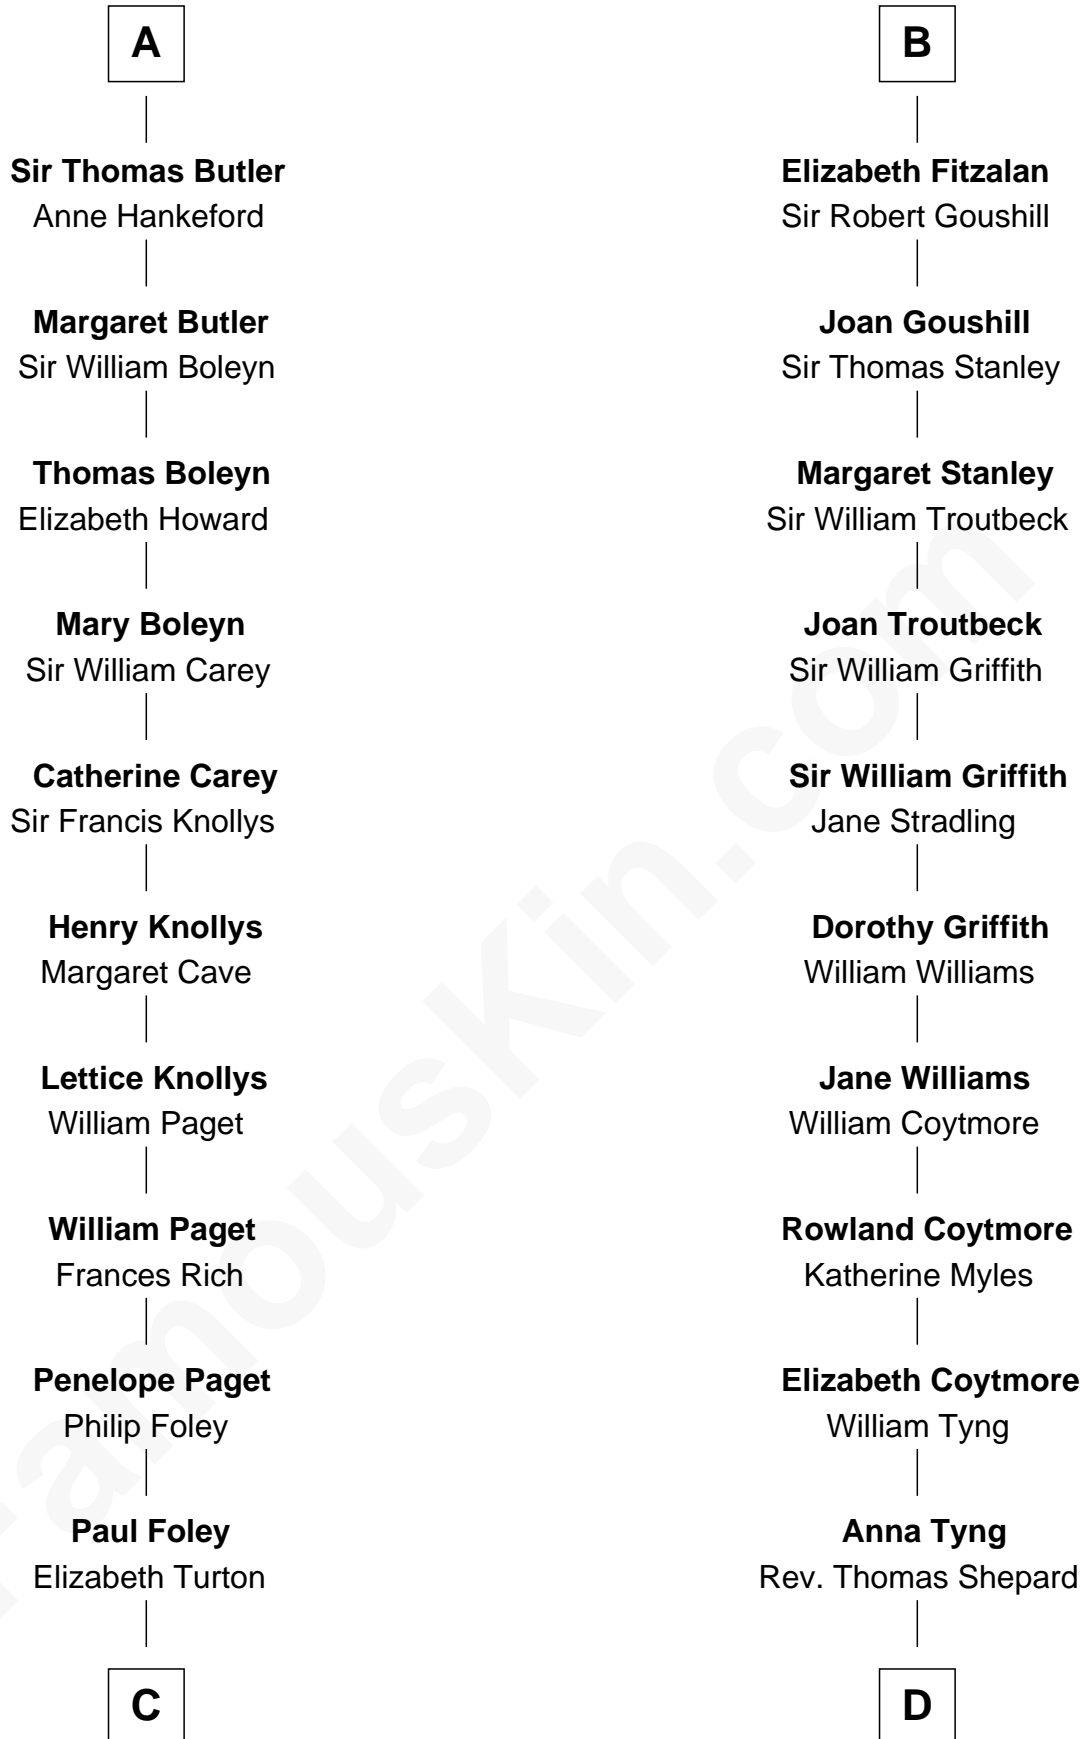 A
Sir Thomas Butler
Anne Hankeford
Margaret Butler
Sir William Boleyn
Thomas Boleyn
Elizabeth Howard
Mary Boleyn
Sir William Carey
Catherine Carey
Sir Francis Knollys
Henry Knollys
Margaret Cave
Lettice Knollys
William Paget
William Paget
Frances Rich
Penelope Paget
Philip Foley
Paul Foley
Elizabeth Turton
C
B
Elizabeth Fitzalan
Sir Robert Goushill
Joan Goushill
Sir Thomas Stanley
Margaret Stanley
Sir William Troutbeck
Joan Troutbeck
Sir William Griffith
Sir William Griffith
Jane Stradling
Dorothy Griffith
William Williams
Jane Williams
William Coytmore
Rowland Coytmore
Katherine Myles
Elizabeth Coytmore
William Tyng
Anna Tyng
Rev. Thomas Shepard
D
FamousKin.com